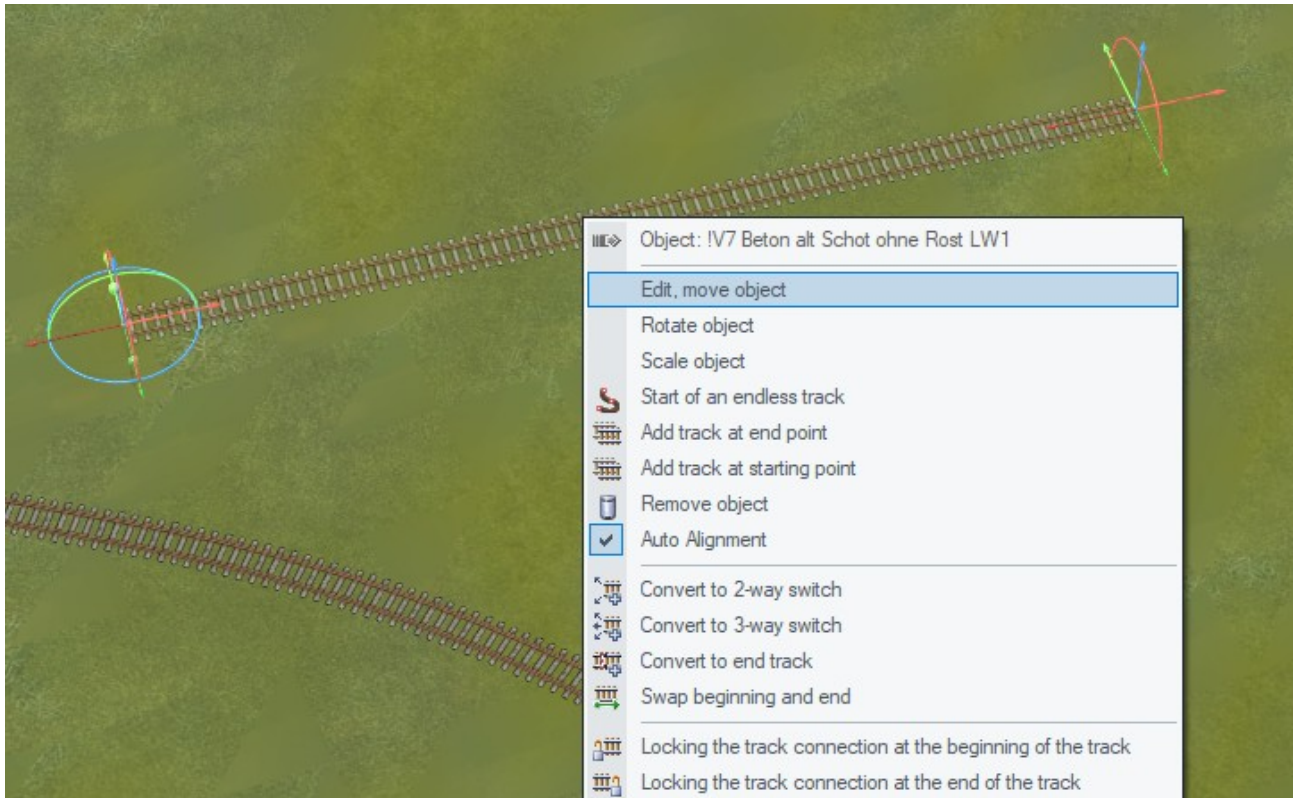 Object: !V7 Beton alt Schot ohne Rost LW1
Edit, move object
Rotate object
Scale object
Start of an endless track
Add track at end point
Add track at starting point
Remove object
Auto Alignment
Convert to 2-way switch
Convert to 3-way switch
Convert to end track
Swap beginning and end
Locking the track connection at the beginning of the track
Locking the track connection at the end of the track